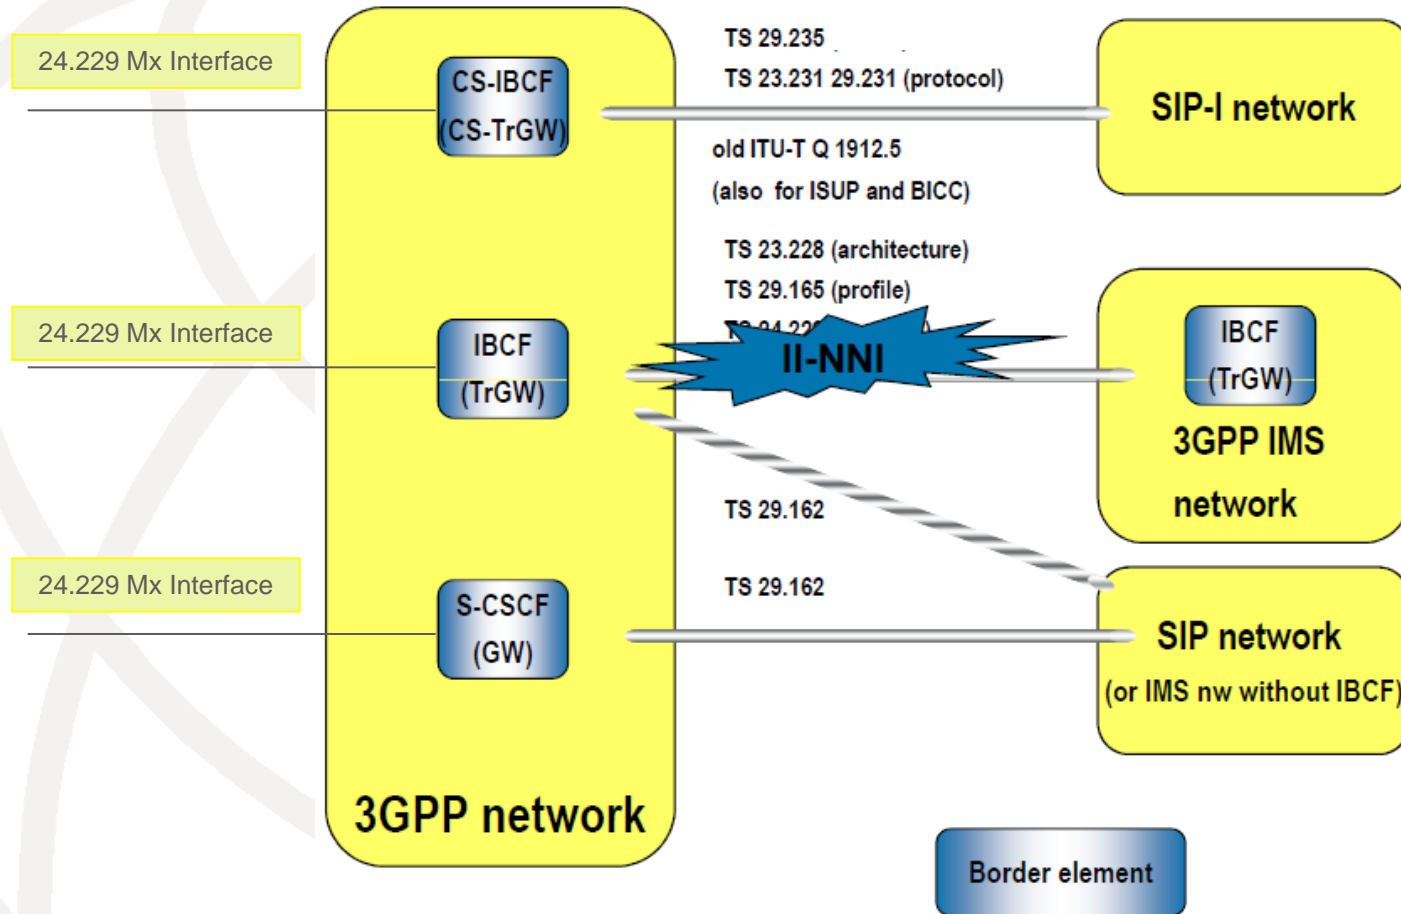 24.229 Mx Interface
CS-IBCF
(CS-TrGW)
TS 29.235
TS 23.231 29.231 (protocol)
SIP-I network
old ITU-T Q 1912.5
(also for ISUP and BICC)
TS 23.228 (architecture)
TS 29.165 (profile)
24.229 Mx Interface
IBCF
(TrGW)
II-NNI
IBCF
(TrGW)
3GPP IMS
network
TS 29.162
24.229 Mx Interface
S-CSCF
(GW)
TS 29.162
SIP network
(or IMS nw without IBCF)
3GPP network
Border element